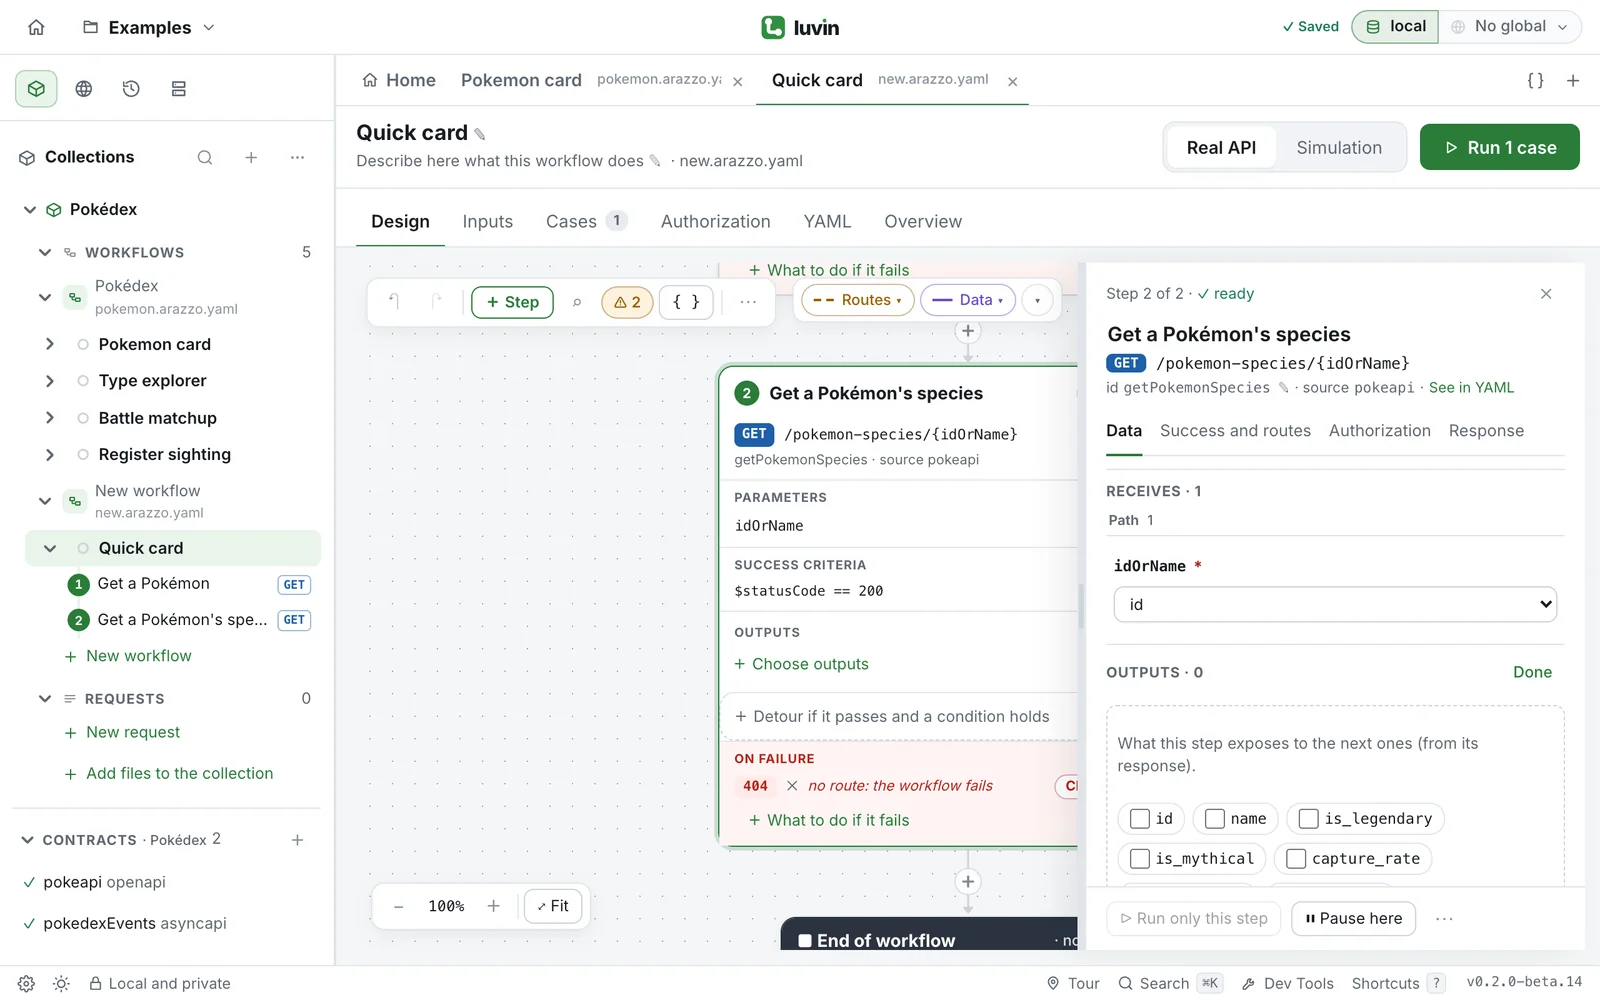 Examples
luvin
Saved
local
No global
Home
Pokemon card
pokemon.arazzo.ya
Quick card
new.arazzo.yaml
Collections
Quick card
Describe here what this workflow does · new.arazzo.yaml
Real API
Simulation
Run 1 case
Pokédex
WORKFLOWS
5
Pokédex
pokemon.arazzo.yaml
Pokemon card
Type explorer
Battle matchup
Register sighting
New workflow
new.arazzo.yaml
Quick card
1 Get a Pokémon GET
2 Get a Pokémon's spe... GET
+ New workflow
REQUESTS
0
+ New request
+ Add files to the collection
CONTRACTS · Pokédex 2
pokeapi openapi
pokedexEvents asyncapi
Design
Inputs
Cases 1
Authorization
YAML
Overview
+ What to do if it fails
+ Step
2
{ }
Routes
Data
2 Get a Pokémon's species
GET /pokemon-species/{idOrName}
getPokemonSpecies · source pokeapi
PARAMETERS
idOrName
SUCCESS CRITERIA
$statusCode == 200
OUTPUTS
+ Choose outputs
+ Detour if it passes and a condition holds
ON FAILURE
404 × no route: the workflow fails
+ What to do if it fails
End of workflow
· no
− 100% +
Fit
Step 2 of 2 · ✓ ready
Get a Pokémon's species
GET /pokemon-species/{idOrName}
id getPokemonSpecies · source pokeapi · See in YAML
Data
Success and routes
Authorization
Response
RECEIVES · 1
Path 1
idOrName *
id
OUTPUTS · 0
Done
What this step exposes to the next ones (from its
response).
id
name
is_legendary
is_mythical
capture_rate
Run only this step
Pause here
Local and private
Tour
Search ⌘K
Dev Tools
Shortcuts ?
v0.2.0-beta.14